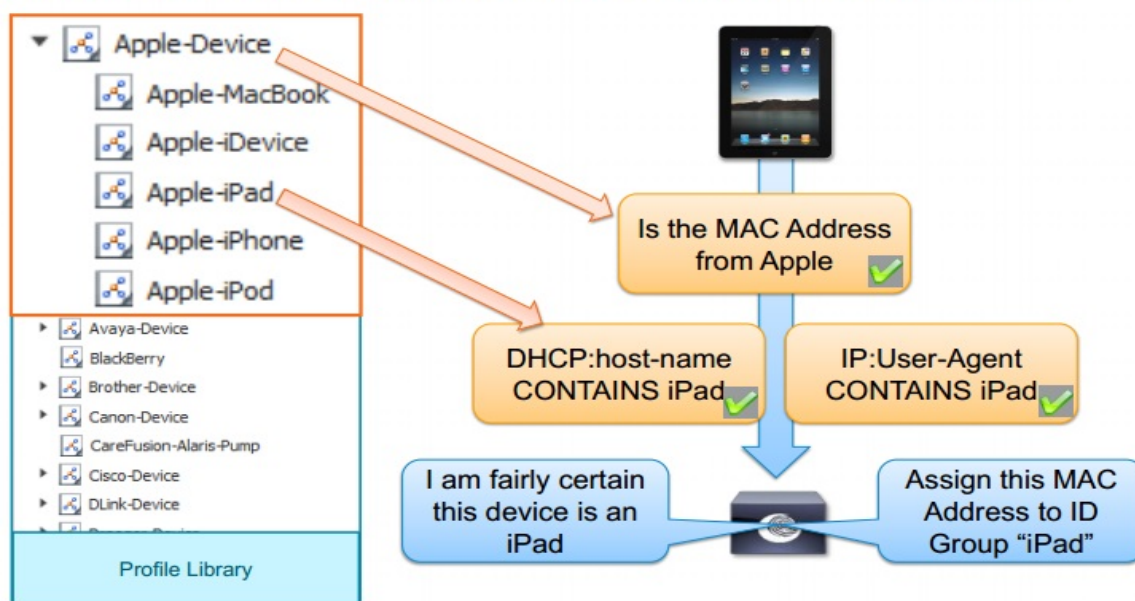 Apple-Device
Apple-MacBook
Apple-iDevice
Apple-iPad
Apple-iPhone
Apple-iPod
Avaya-Device
BlackBerry
Brother-Device
Canon-Device
CareFusion-Alaris-Pump
Cisco-Device
DLink-Device
Profile Library
Is the MAC Address
from Apple
DHCP:host-name
CONTAINS iPad
IP:User-Agent
CONTAINS iPad
I am fairly certain
this device is an
iPad
Assign this MAC
Address to ID
Group “iPad”